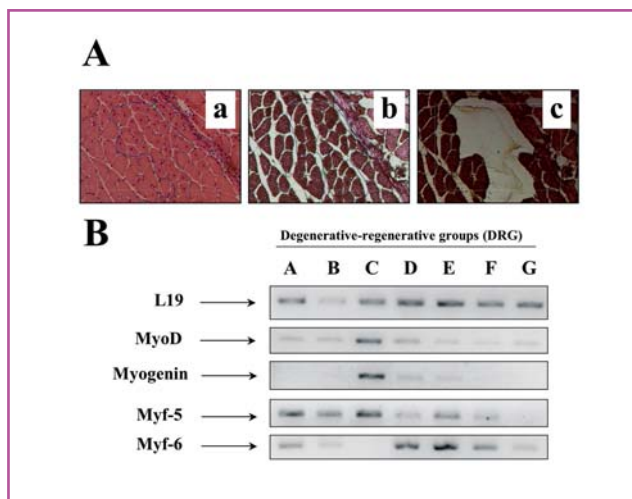 A
a b c
B
Degenerative-regenerative groups (DRG)
A B C D E F G
L19
MyoD
Myogenin
Myf-5
Myf-6